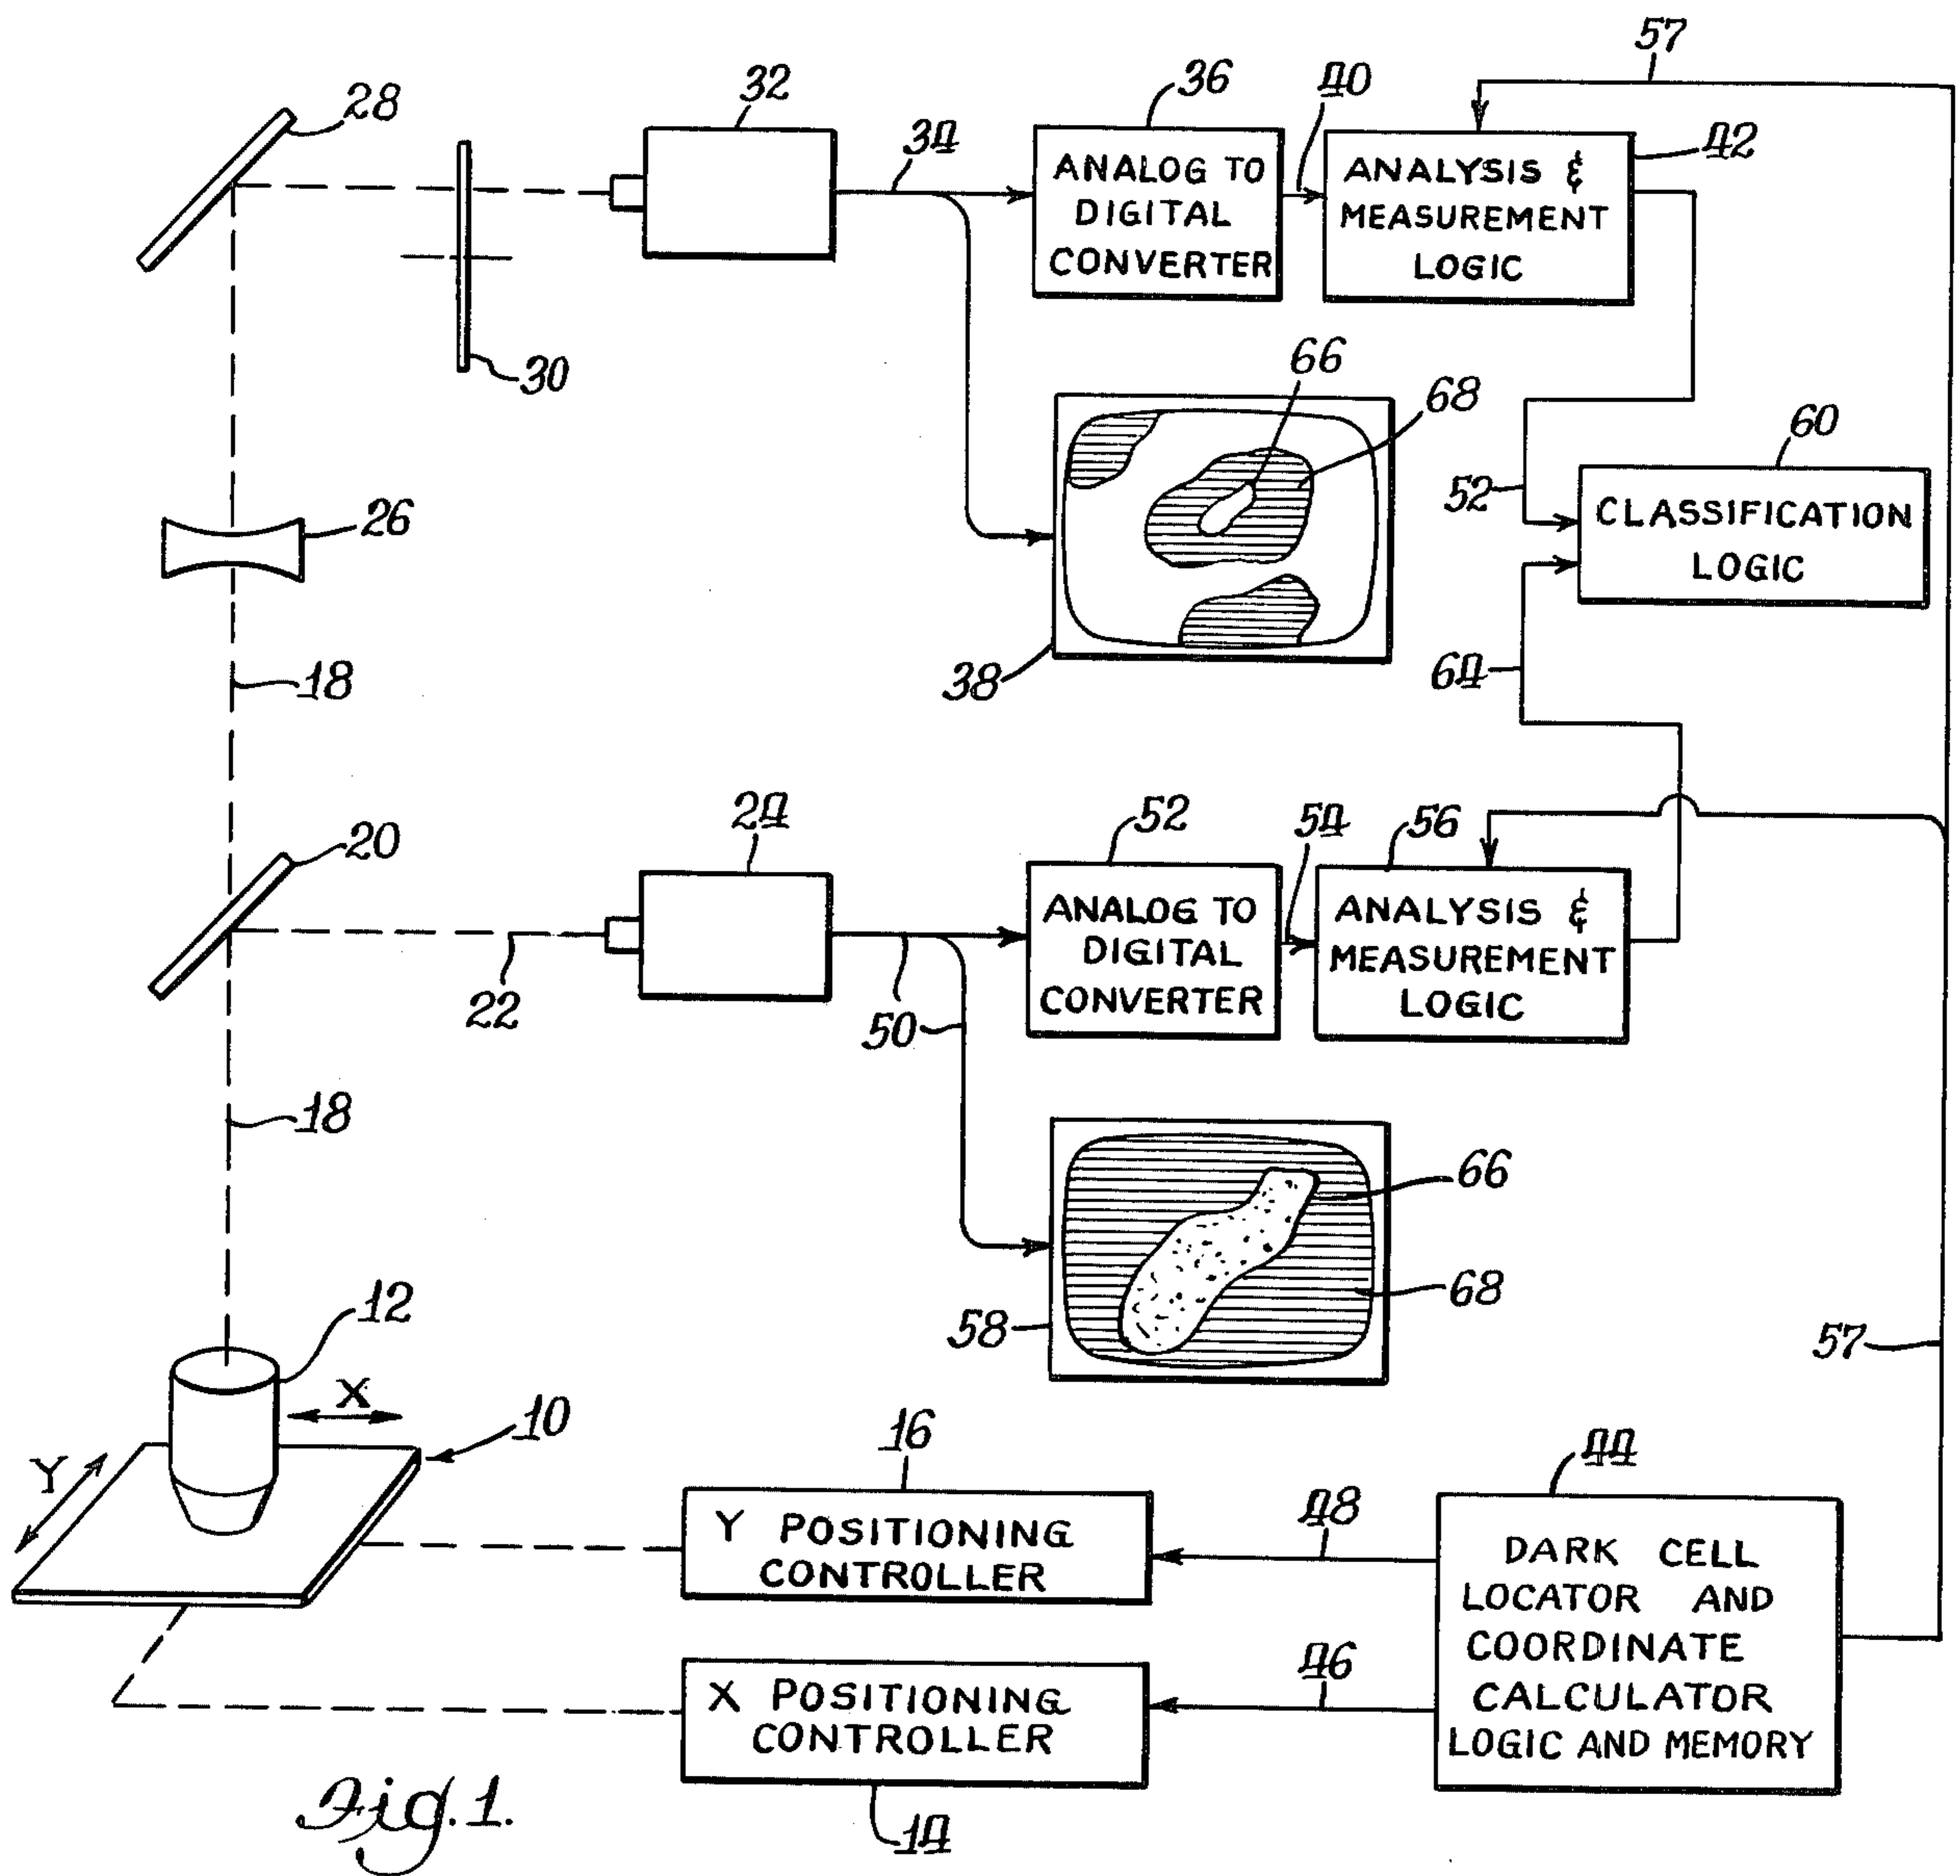 57
32
36
40
28
34
42
ANALOG TO
DIGITAL
CONVERTER
ANALYSIS &
MEASUREMENT
LOGIC
30
66
68
60
52
CLASSIFICATION
LOGIC
26
18
38
64
24
52
54
56
20
ANALOG TO
DIGITAL
CONVERTER
ANALYSIS &
MEASUREMENT
LOGIC
22
50
18
66
68
58
57
12
X
10
Y
16
48
44
Y POSITIONING
CONTROLLER
DARK CELL
LOCATOR AND
COORDINATE
CALCULATOR
LOGIC AND MEMORY
46
X POSITIONING
CONTROLLER
14
Fig. 1.